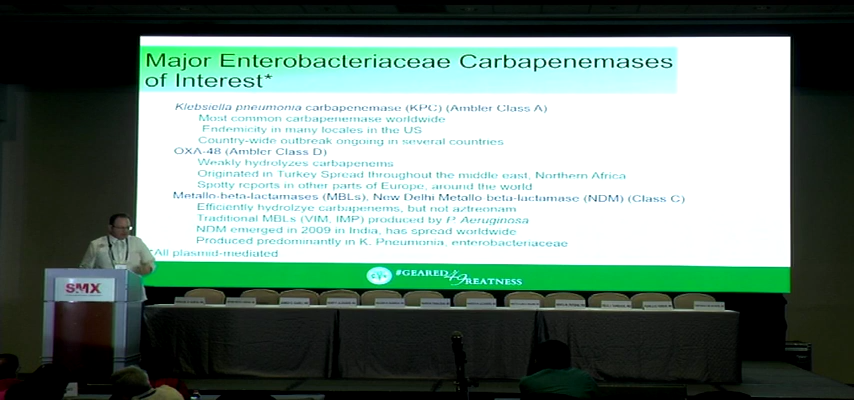 Major Enterobacteriaceae Carbapenemases
of Interest*
Klebsiella pneumonia carbapenemase (KPC) (Ambler Class A)
Most common carbapenemase worldwide
Endemicity in many locales in the US
Country-wide outbreak ongoing in several countries
OXA-48 (Ambler Class D)
Weakly hydrolyzes carbapenems
Originated in Turkey Spread throughout the middle east, Northern Africa
Spotty reports in other parts of Europe, around the world
Metallo-beta-lactamases (MBLs), New Delhi Metallo beta-lactamase (NDM) (Class C)
Efficiently hydrolzye carbapenems, but not aztreonam
Traditional MBLs (VIM, IMP) produced by P. Aeruginosa
NDM emerged in 2009 in India, has spread worldwide
Produced predominantly in K. Pneumonia, enterobacteriaceae
*All plasmid-mediated
#GEARED49REATNESS
SMX